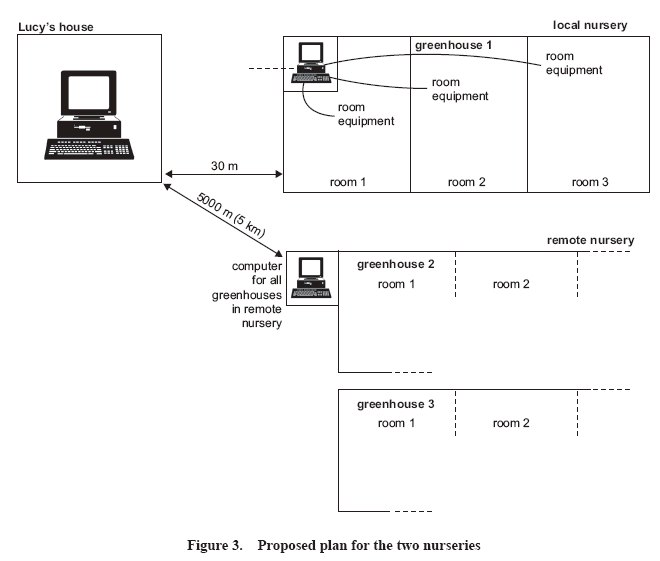 Lucy's house
local nursery
greenhouse 1
room
equipment
room
equipment
room
equipment
30 m
room 1
room 2
room 3
5000 m (5 km)
remote nursery
computer
for all
greenhouses
in remote
nursery
greenhouse 2
room 1
room 2
greenhouse 3
room 1
room 2
Figure 3. Proposed plan for the two nurseries